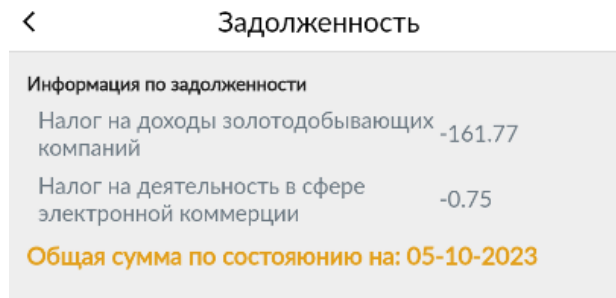 Задолженность
Информация по задолженности
Налог на доходы золотодобывающих
компаний
-161.77
Налог на деятельность в сфере
электронной коммерции
-0.75
Общая сумма по состояюнию на: 05-10-2023